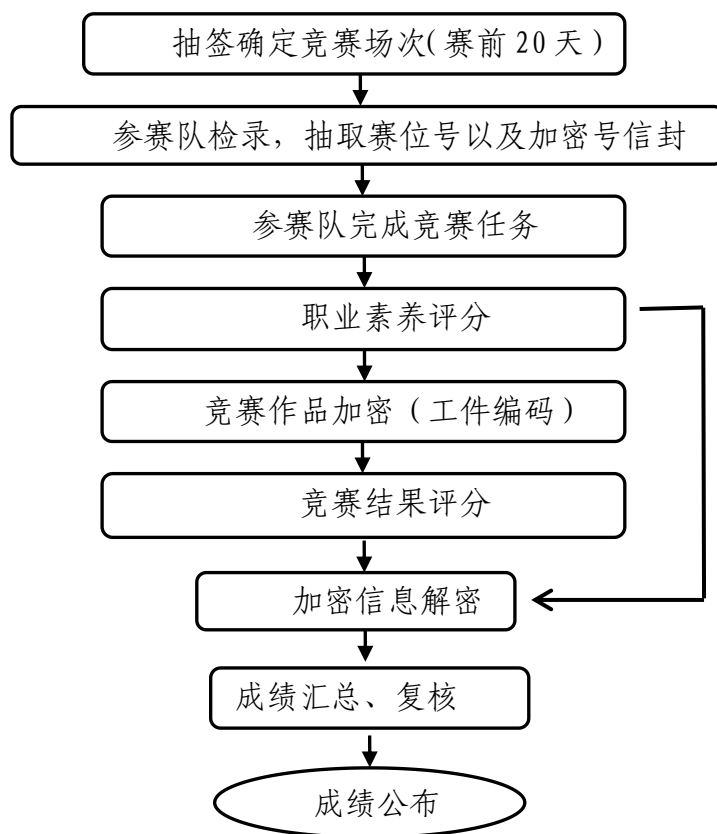 抽签确定竞赛场次(赛前20天)
参赛队检录，抽取赛位号以及加密号信封
参赛队完成竞赛任务
职业素养评分
竞赛作品加密（工件编码）
竞赛结果评分
加密信息解密
成绩汇总、复核
成绩公布